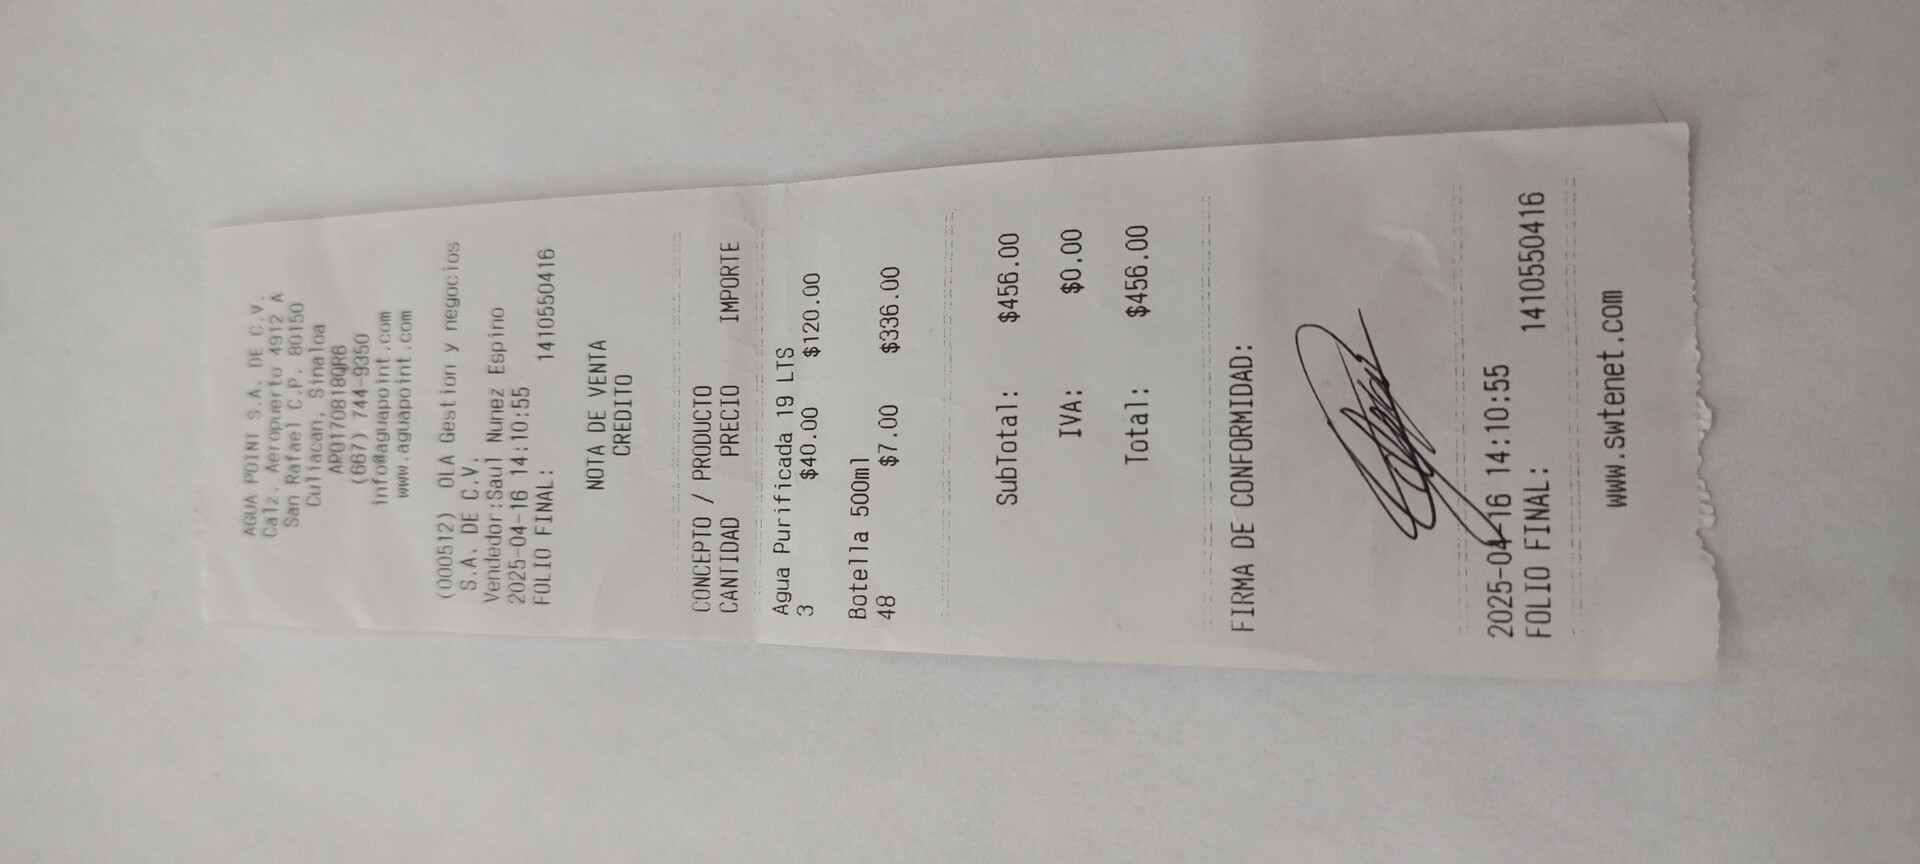 AGUA POINT S.A. DE C.V.
Calz. Aeropuerto 4912 A
San Rafael C.P. 80150
Culiacan, Sinaloa
APO170818QR6
(667) 744-9350
info@aguapoint.com
www.aguapoint.com
(000512) OLA Gestion y negocios
S.A. DE C.V.
Vendedor:Saul Nunez Espino
2025-04-16 14:10:55
FOLIO FINAL: 1410550416
NOTA DE VENTA
CREDITO
CONCEPTO / PRODUCTO
CANTIDAD PRECIO IMPORTE
Agua Purificada 19 LTS
3 $40.00 $120.00
Botella 500ml
48 $7.00 $336.00
SubTotal: $456.00
IVA: $0.00
Total: $456.00
FIRMA DE CONFORMIDAD:
2025-04-16 14:10:55
FOLIO FINAL: 1410550416
www.swtenet.com